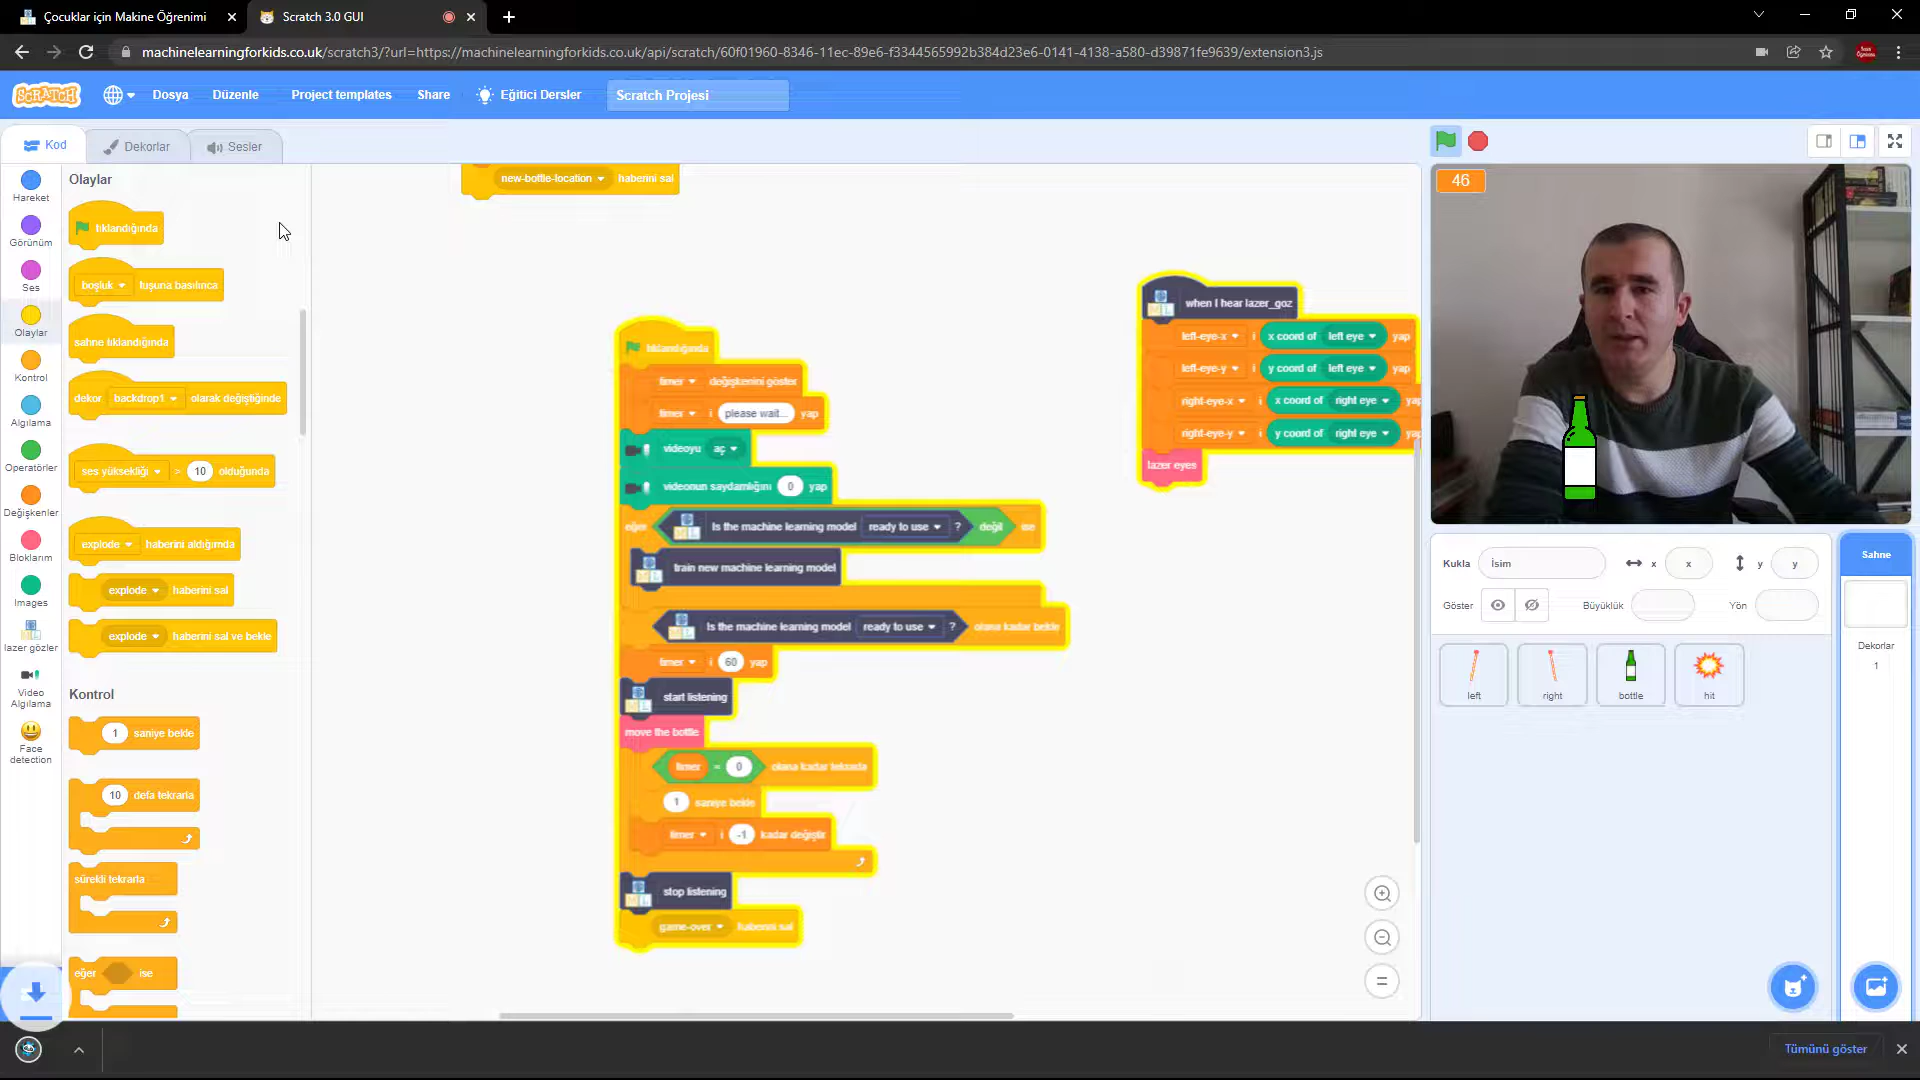 Çocuklar için Makine Öğrenimi
Scratch 3.0 GUI
machinelearningforkids.co.uk/scratch3/?url=https://machinelearningforkids.co.uk/api/scratch/60f01960-8346-11ec-89e6-f3344565992b384d23e6-0141-4138-a580-d39871fe9639/extension3.js
SCRATCH Dosya Düzenle Project templates Share Eğitici Dersler Scratch Projesi
Kod Dekorlar Sesler
Hareket
Görünüm
Ses
Olaylar
Kontrol
Algılama
Operatörler
Değişkenler
Bloklarım
Images
lazer gözler
Video Algılama
Face detection
Olaylar
tıklandığında
boşluk tuşuna basılınca
sahne tıklandığında
dekor backdrop1 olarak değiştiğinde
ses yüksekliği > 10 olduğunda
explode haberini aldığımda
explode haberini sal
explode haberini sal ve bekle
Kontrol
1 saniye bekle
10 defa tekrarla
sürekli tekrarla
eğer ise
new-bottle-location haberini sal
tıklandığında
timer değişkenini göster
timer i please wait... yap
videoyu aç
videonun saydamlığını 0 yap
eğer Is the machine learning model ready to use ? değil ise
train new machine learning model
Is the machine learning model ready to use ? olana kadar bekle
timer i 60 yap
start listening
move the bottle
timer = 0 olana kadar tekrarla
1 saniye bekle
timer i -1 kadar değiştir
stop listening
game-over haberini sal
when I hear lazer_goz
left-eye-x i x coord of left eye yap
left-eye-y i y coord of left eye yap
right-eye-x i x coord of right eye yap
right-eye-y i y coord of right eye yap
lazer eyes
46
Kukla İsim x x y y
Göster Büyüklük Yön
left
right
bottle
hit
Sahne
Dekorlar
1
Tümünü göster